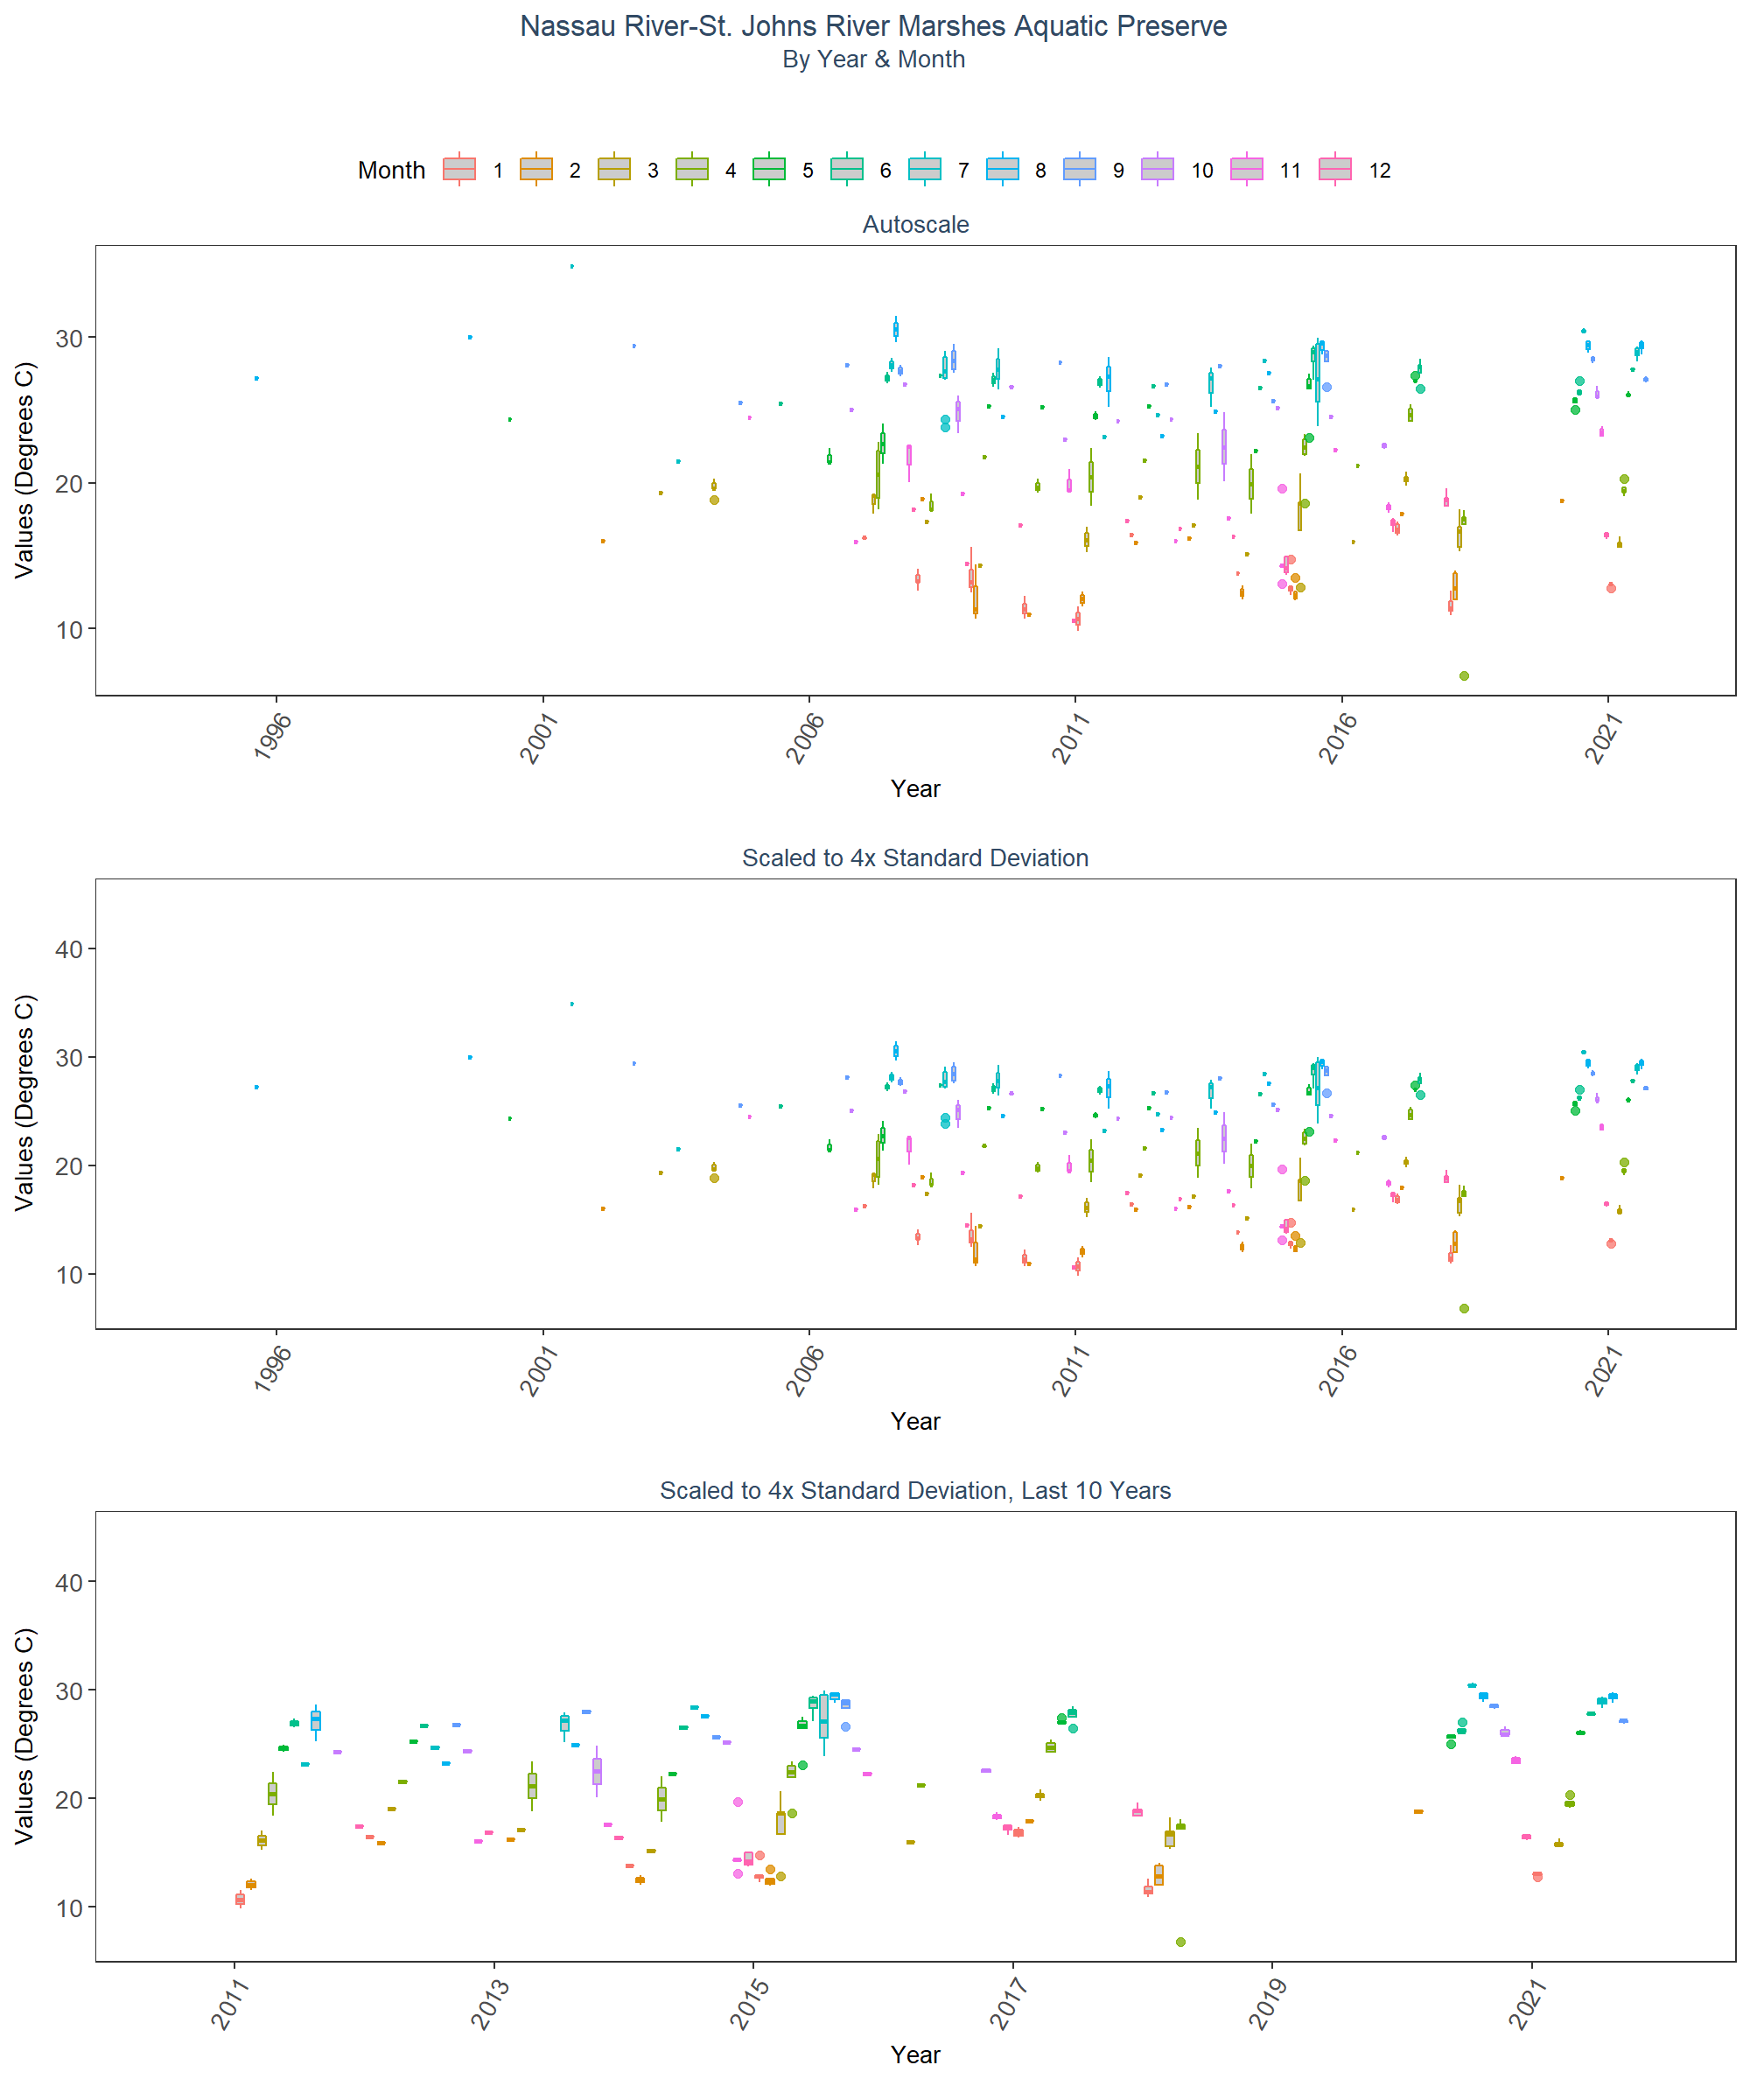 Nassau River-St. Johns River Marshes Aquatic Preserve
By Year & Month
Month 1 2 3 4 5 6 7 8 9 10 11 12
Autoscale
Values (Degrees C)
30
20
10
1996 2001 2006 2011 2016 2021
Year
Scaled to 4x Standard Deviation
Values (Degrees C)
40
30
20
10
1996 2001 2006 2011 2016 2021
Year
Scaled to 4x Standard Deviation, Last 10 Years
Values (Degrees C)
40
30
20
10
2011 2013 2015 2017 2019 2021
Year